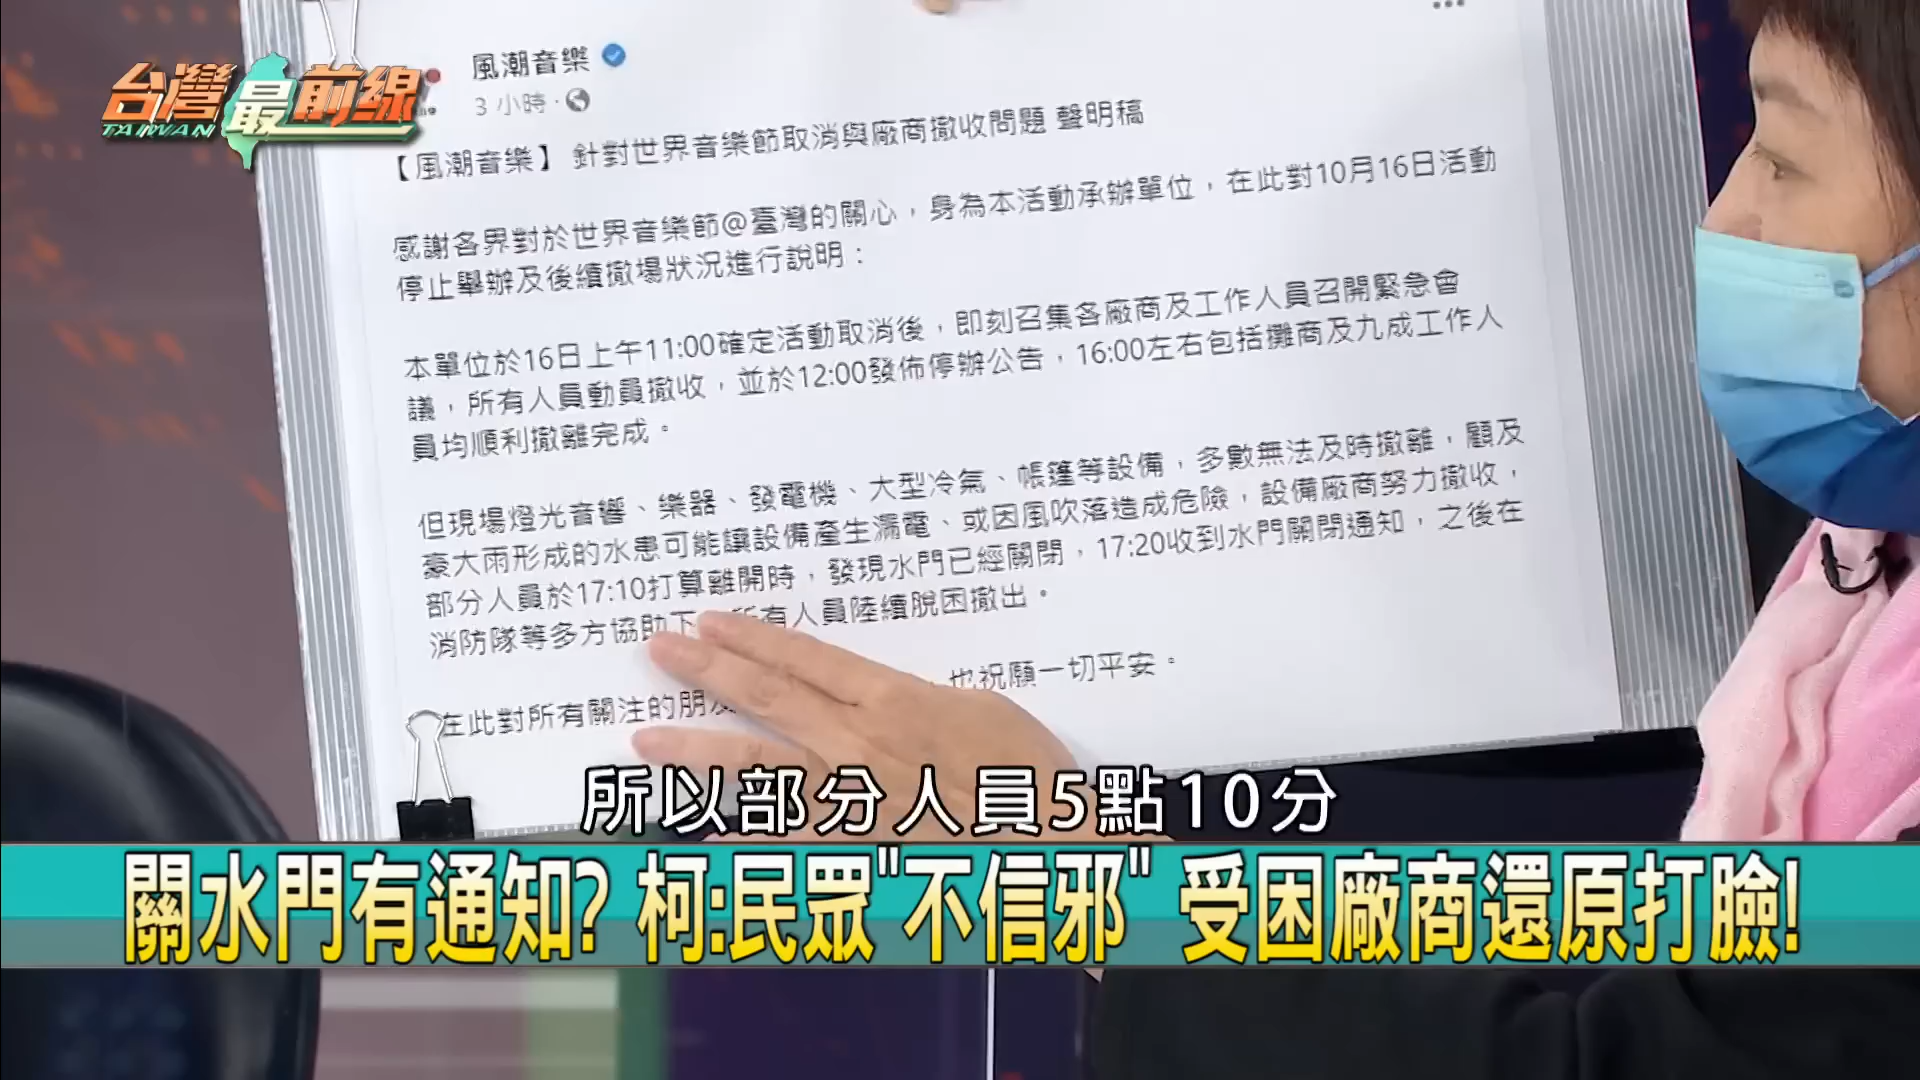 台灣最前線
TAIWAN
風潮音樂
3 小時
【風潮音樂】 針對世界音樂節取消與廠商撤收問題 聲明稿
感謝各界對於世界音樂節@臺灣的關心，身為本活動承辦單位，在此對10月16日活動
停止舉辦及後續撤場狀況進行說明：
本單位於16日上午11:00確定活動取消後，即刻召集各廠商及工作人員召開緊急會
議，所有人員動員撤收，並於12:00發佈停辦公告，16:00左右包括攤商及九成工作人
員均順利撤離完成。
但現場燈光音響、樂器、發電機、大型冷氣、帳篷等設備，多數無法及時撤離，顧及
豪大雨形成的水患可能讓設備產生漏電、或因風吹落造成危險，設備廠商努力撤收，
部分人員於17:10打算離開時，發現水門已經關閉，17:20收到水門關閉通知，之後在
消防隊等多方協助下 所有人員陸續脫困撤出。
在此對所有關注的朋友 ，也祝願一切平安。
所以部分人員5點10分
關水門有通知? 柯:民眾"不信邪" 受困廠商還原打臉!